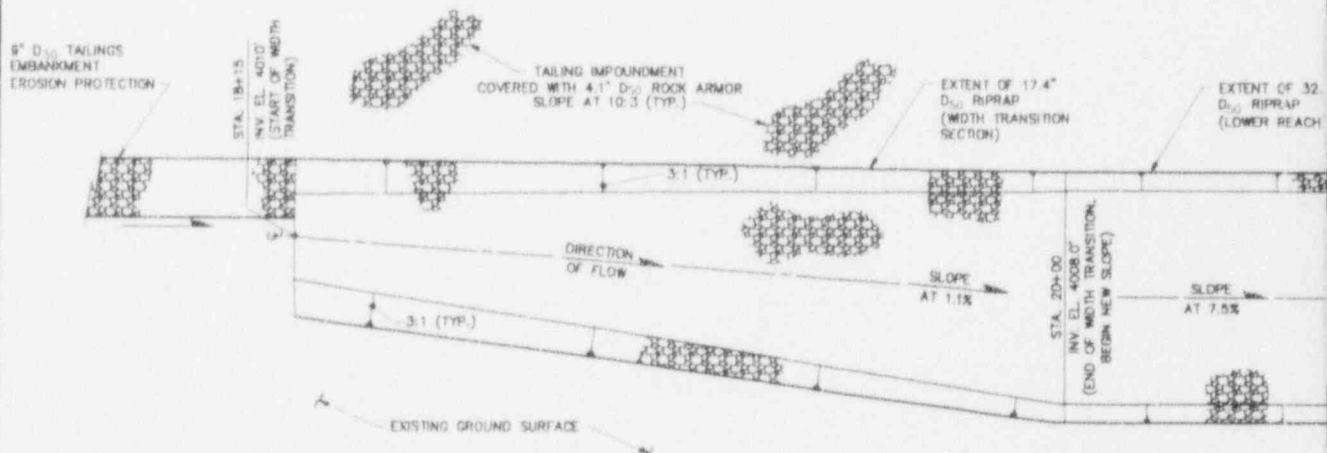 9" D50 TAILINGS
EMBANKMENT
EROSION PROTECTION
STA. 18+15
INV. EL. 4010'
(START OF WIDTH
TRANSITION)
TAILING IMPOUNDMENT
COVERED WITH 4.1" D50 ROCK ARMOR
SLOPE AT 10:3 (TYP.)
EXTENT OF 17.4"
D50 RIPRAP
(WIDTH TRANSITION
SECTION)
EXTENT OF 32.
D50 RIPRAP
(LOWER REACH
3:1 (TYP.)
DIRECTION
OF FLOW
SLOPE
AT 1.1%
STA. 20+00
INV. EL. 4008.0'
(END OF WIDTH TRANSITION,
BEGIN NEW SLOPE)
SLOPE
AT 7.5%
3:1 (TYP.)
EXISTING GROUND SURFACE